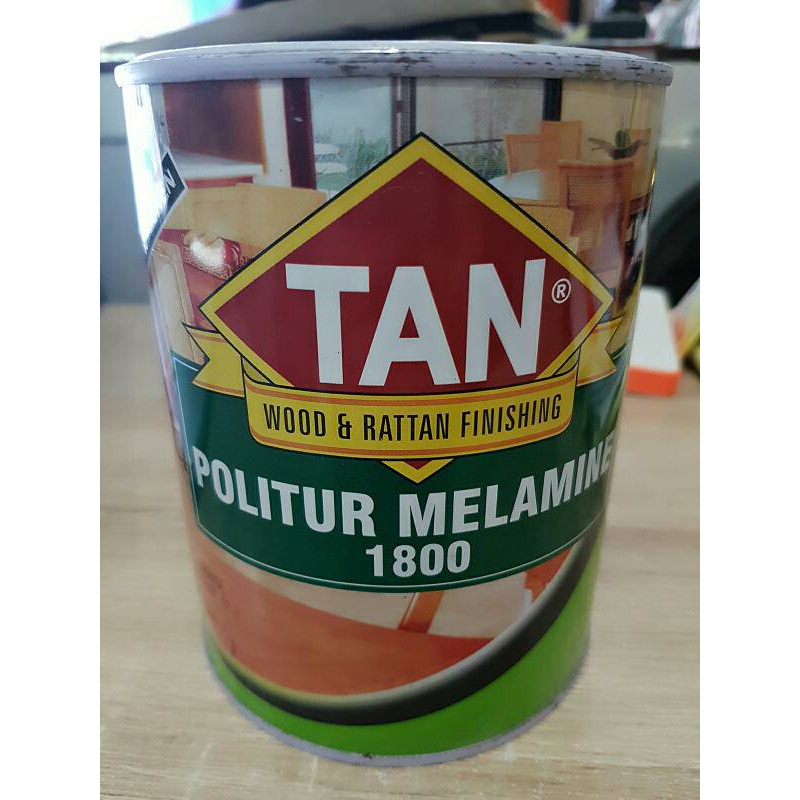 TAN®
WOOD & RATTAN FINISHING
POLITUR MELAMINE
1800